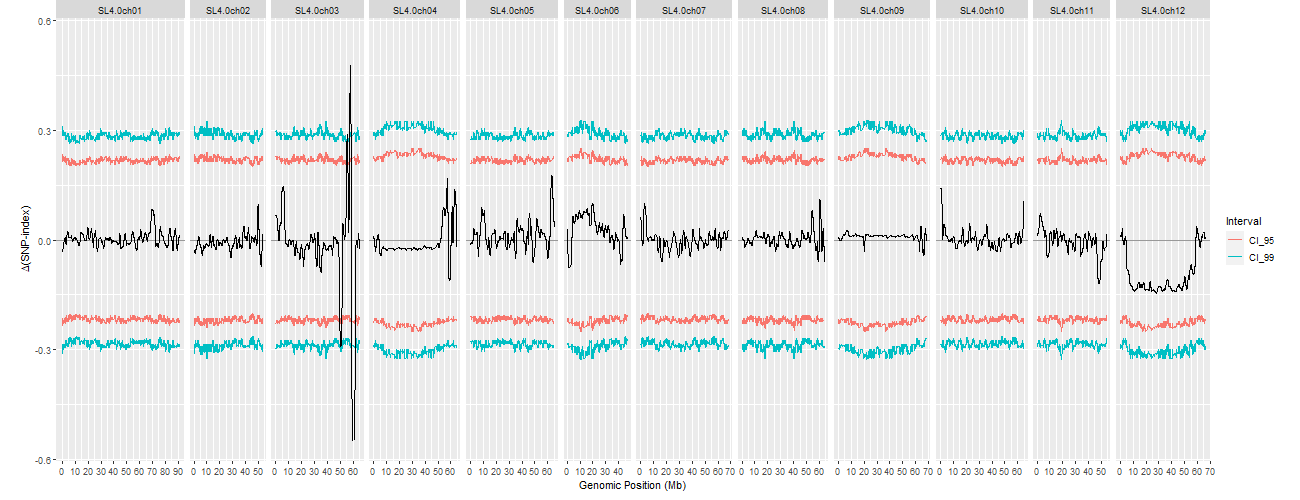 SL4.0ch01 SL4.0ch02 SL4.0ch03 SL4.0ch04 SL4.0ch05 SL4.0ch06 SL4.0ch07 SL4.0ch08 SL4.0ch09 SL4.0ch10 SL4.0ch11 SL4.0ch12
0.6
0.3
0.0
-0.3
-0.6
Δ(SNP-index)
0 10 20 30 40 50 60 70 80 90 0 10 20 30 40 50 0 10 20 30 40 50 60 0 10 20 30 40 50 60 0 10 20 30 40 50 60 0 10 20 30 40 0 10 20 30 40 50 60 70 0 10 20 30 40 50 60 0 10 20 30 40 50 60 70 0 10 20 30 40 50 60 0 10 20 30 40 50 0 10 20 30 40 50 60 70
Genomic Position (Mb)
Interval
CI_95
CI_99